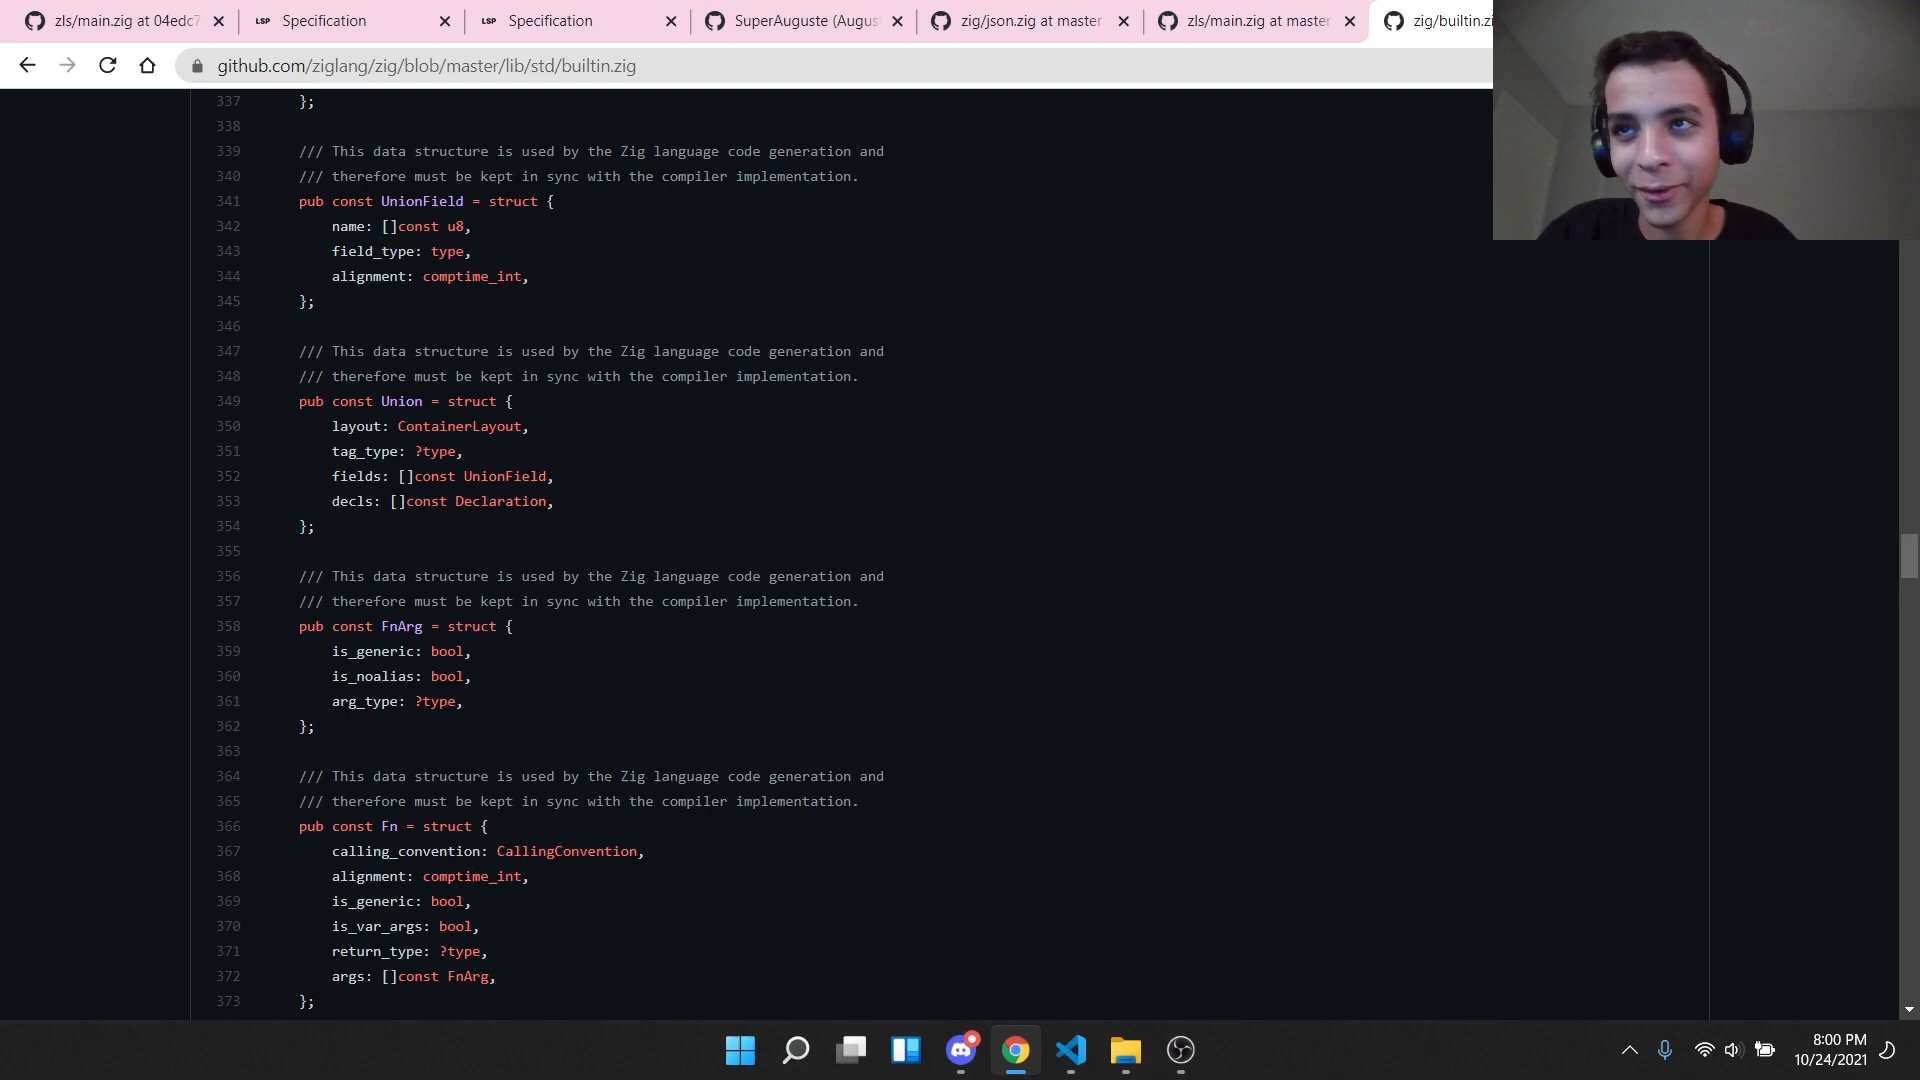 zls/main.zig at 04edc7
LSP Specification
LSP Specification
SuperAuguste (Augus
zig/json.zig at master
zls/main.zig at master
zig/builtin.zi
github.com/ziglang/zig/blob/master/lib/std/builtin.zig
337 };
338
339 /// This data structure is used by the Zig language code generation and
340 /// therefore must be kept in sync with the compiler implementation.
341 pub const UnionField = struct {
342 name: []const u8,
343 field_type: type,
344 alignment: comptime_int,
345 };
346
347 /// This data structure is used by the Zig language code generation and
348 /// therefore must be kept in sync with the compiler implementation.
349 pub const Union = struct {
350 layout: ContainerLayout,
351 tag_type: ?type,
352 fields: []const UnionField,
353 decls: []const Declaration,
354 };
355
356 /// This data structure is used by the Zig language code generation and
357 /// therefore must be kept in sync with the compiler implementation.
358 pub const FnArg = struct {
359 is_generic: bool,
360 is_noalias: bool,
361 arg_type: ?type,
362 };
363
364 /// This data structure is used by the Zig language code generation and
365 /// therefore must be kept in sync with the compiler implementation.
366 pub const Fn = struct {
367 calling_convention: CallingConvention,
368 alignment: comptime_int,
369 is_generic: bool,
370 is_var_args: bool,
371 return_type: ?type,
372 args: []const FnArg,
373 };
8:00 PM
10/24/2021